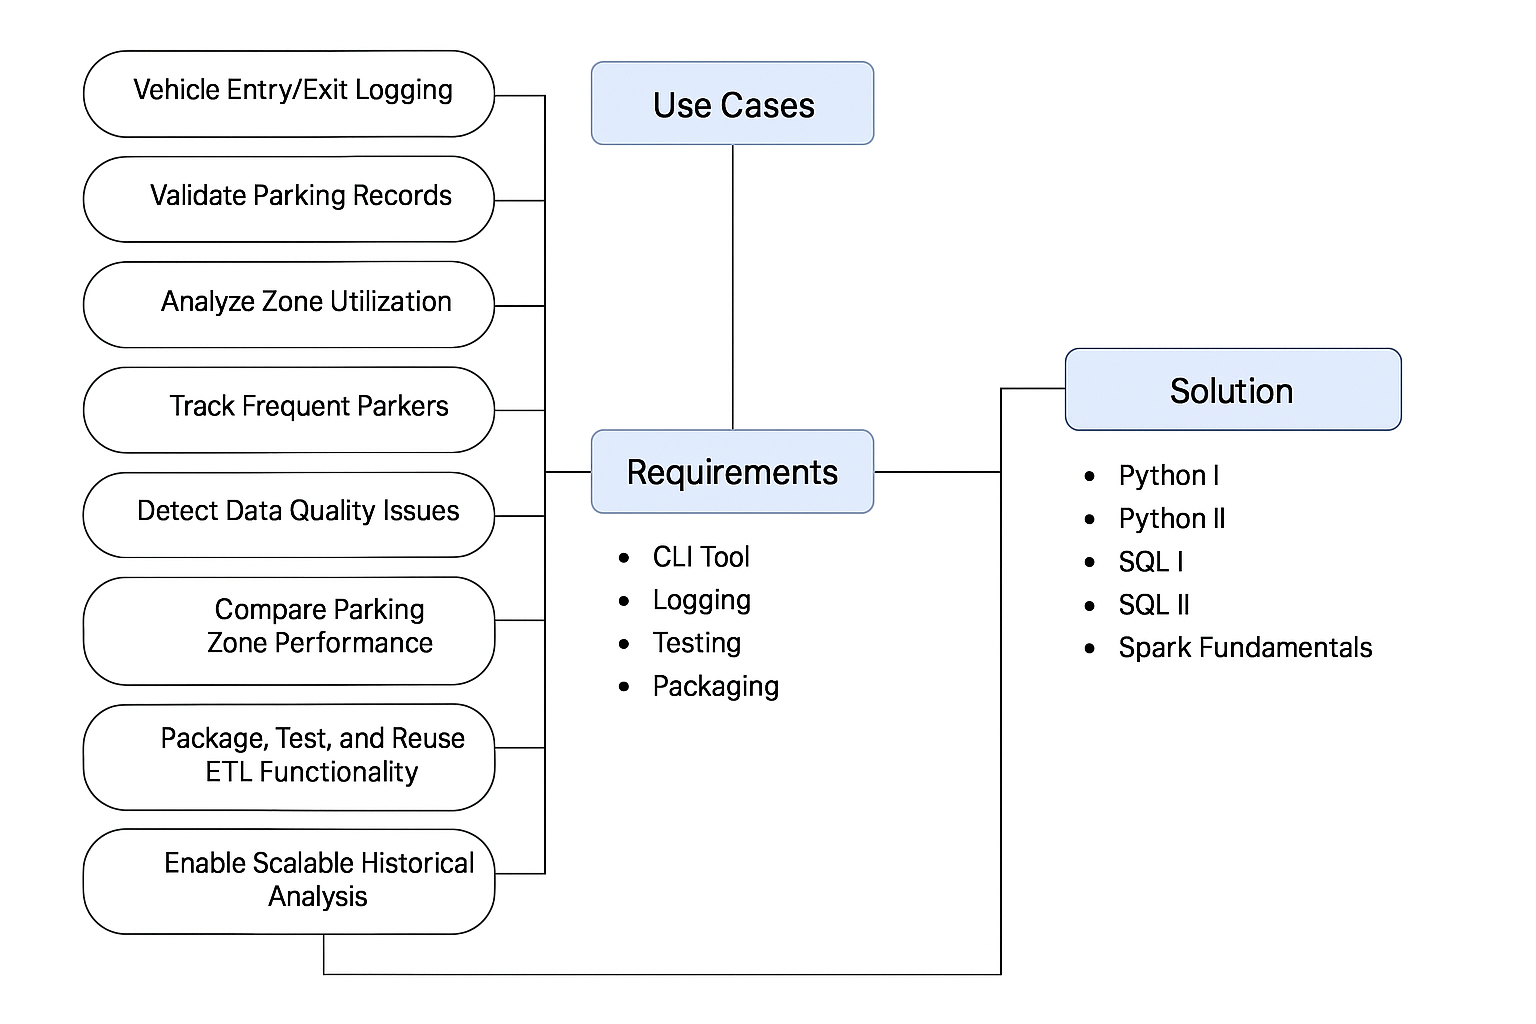 Vehicle Entry/Exit Logging
Validate Parking Records
Analyze Zone Utilization
Track Frequent Parkers
Detect Data Quality Issues
Compare Parking
Zone Performance
Package, Test, and Reuse
ETL Functionality
Enable Scalable Historical
Analysis
Use Cases
Requirements
• CLI Tool
• Logging
• Testing
• Packaging
Solution
• Python I
• Python II
• SQL I
• SQL II
• Spark Fundamentals